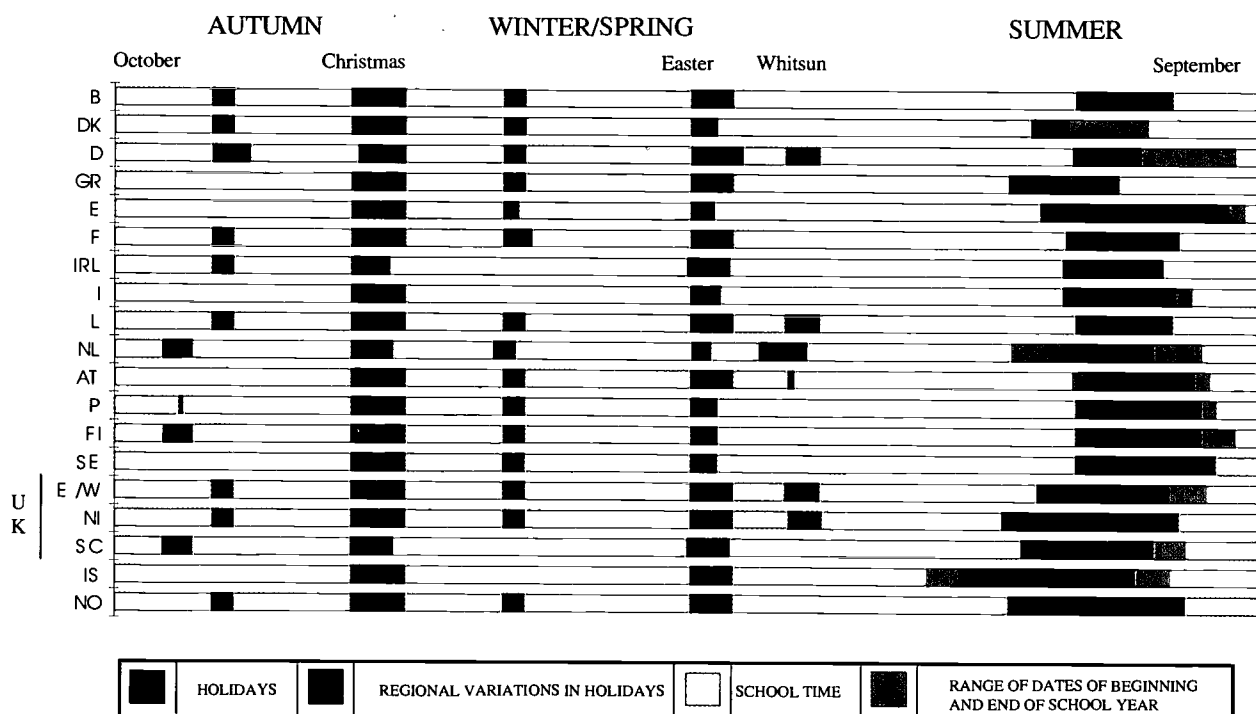 AUTUMN WINTER/SPRING SUMMER
October Christmas Easter Whitsun September
B
DK
D
GR
E
F
IRL
I
L
NL
AT
P
FI
SE
UK
E/W
NI
SC
IS
NO
HOLIDAYS REGIONAL VARIATIONS IN HOLIDAYS SCHOOL TIME RANGE OF DATES OF BEGINNING
AND END OF SCHOOL YEAR